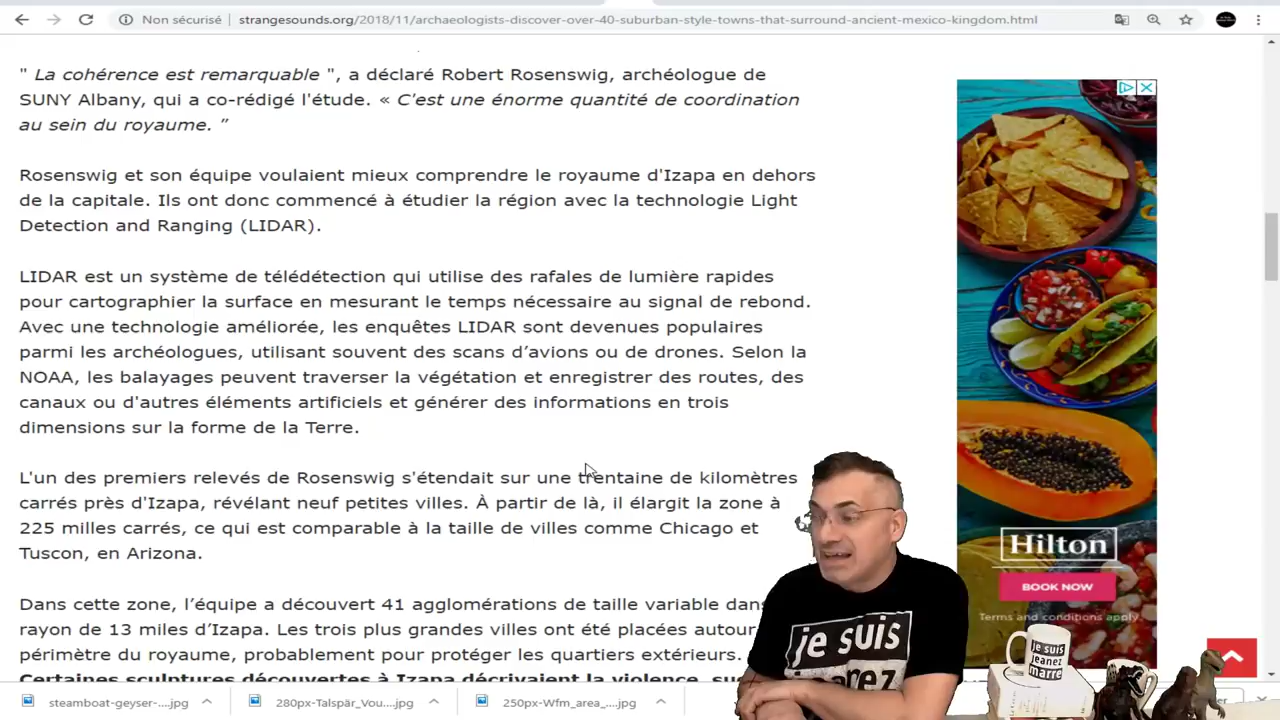 Non sécurisé
strangesounds.org/2018/11/archaeologists-discover-over-40-suburban-style-towns-that-surround-ancient-mexico-kingdom.html
" La cohérence est remarquable ", a déclaré Robert Rosenswig, archéologue de
SUNY Albany, qui a co-rédigé l'étude. « C'est une énorme quantité de coordination
au sein du royaume. ”
Rosenswig et son équipe voulaient mieux comprendre le royaume d'Izapa en dehors
de la capitale. Ils ont donc commencé à étudier la région avec la technologie Light
Detection and Ranging (LIDAR).
LIDAR est un système de télédétection qui utilise des rafales de lumière rapides
pour cartographier la surface en mesurant le temps nécessaire au signal de rebond.
Avec une technologie améliorée, les enquêtes LIDAR sont devenues populaires
parmi les archéologues, utilisant souvent des scans d’avions ou de drones. Selon la
NOAA, les balayages peuvent traverser la végétation et enregistrer des routes, des
canaux ou d'autres éléments artificiels et générer des informations en trois
dimensions sur la forme de la Terre.
L'un des premiers relevés de Rosenswig s'étendait sur une trentaine de kilomètres
carrés près d'Izapa, révélant neuf petites villes. À partir de là, il élargit la zone à
225 milles carrés, ce qui est comparable à la taille de villes comme Chicago et
Tuscon, en Arizona.
Dans cette zone, l’équipe a découvert 41 agglomérations de taille variable dans
rayon de 13 miles d’Izapa. Les trois plus grandes villes ont été placées autour
périmètre du royaume, probablement pour protéger les quartiers extérieurs.
Certaines sculptures découvertes à Izapa décrivaient la violence,
Hilton
BOOK NOW
Terms and conditions apply.
je suis
je suis
jeanez
marre
steamboat-geyser-....jpg
280px-Talspär_Vou....jpg
250px-Wfm_area_....jpg